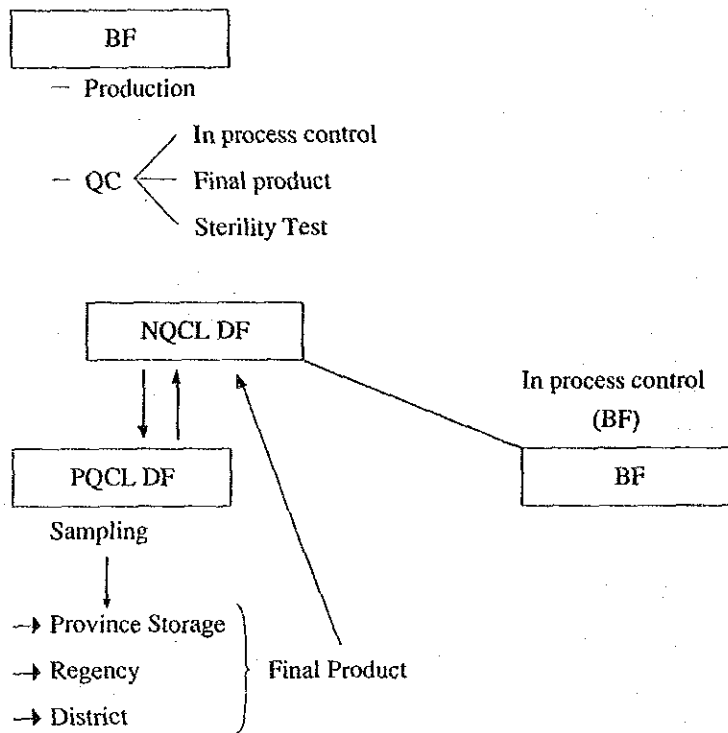 BF
— Production
In process control
— QC — Final product
Sterility Test
NQCL DF
In process control
(BF)
PQCL DF
BF
Sampling
→ Province Storage
→ Regency
→ District
Final Product